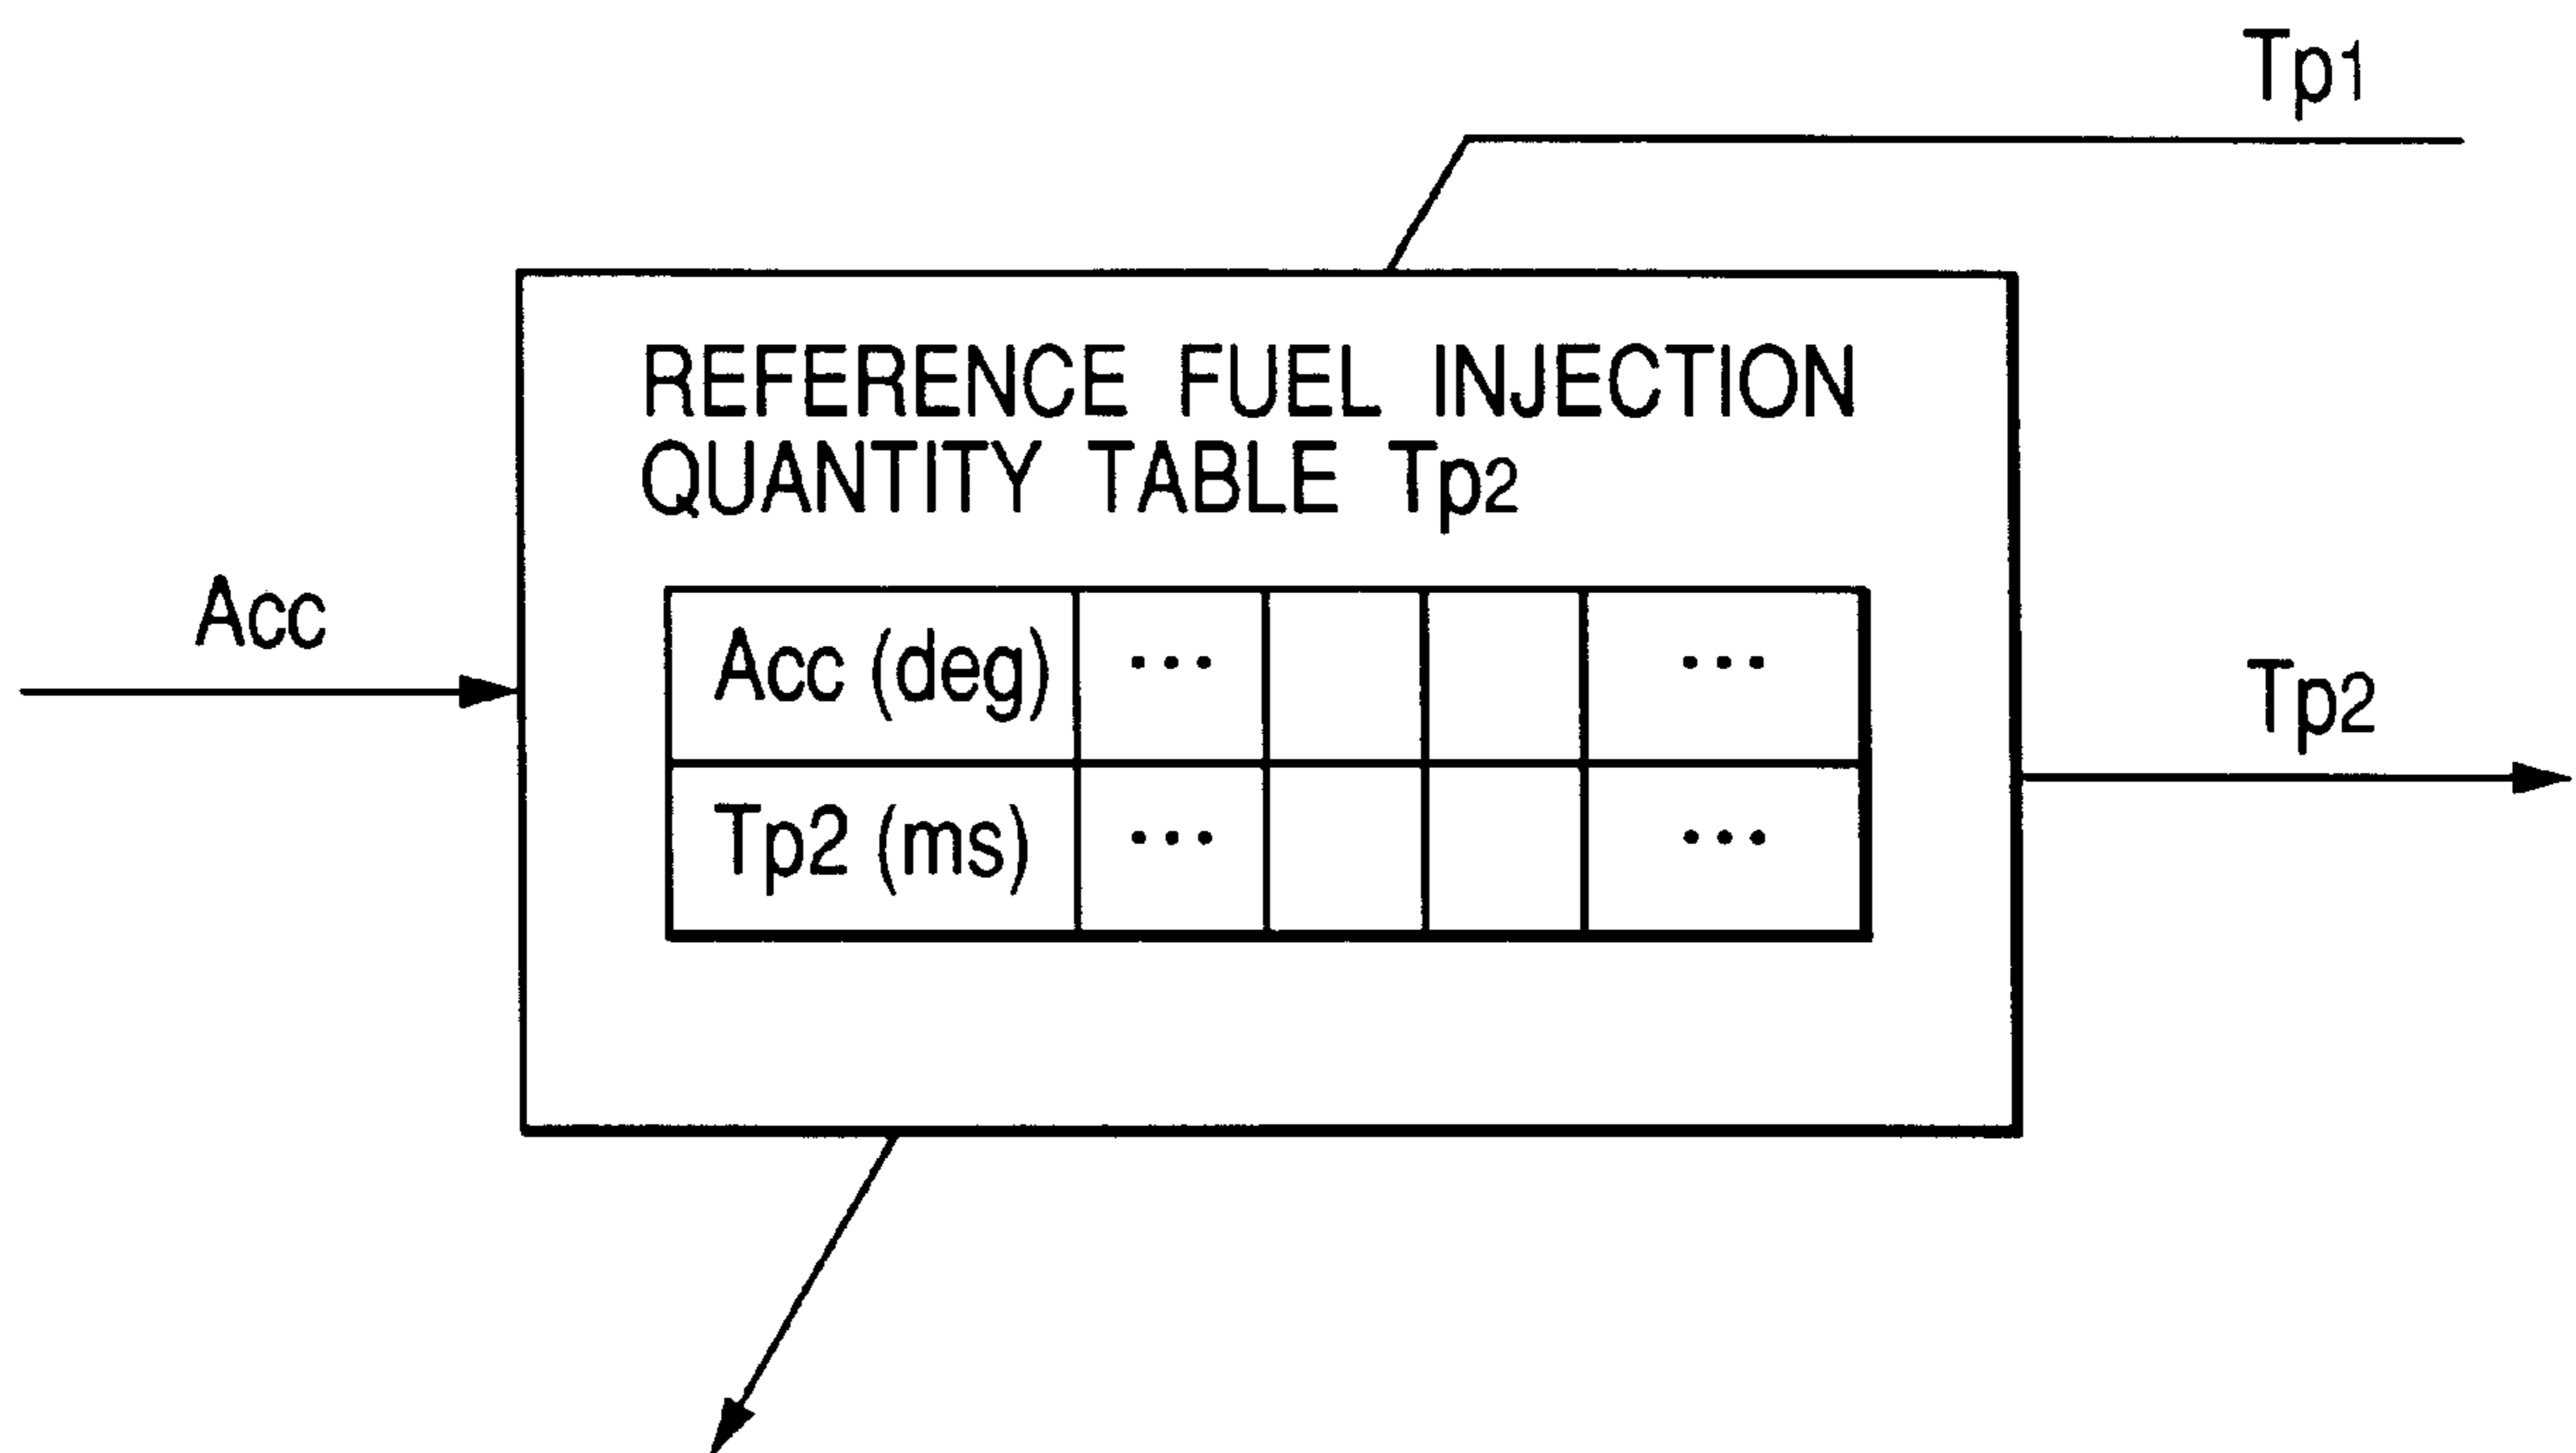 Tp1
REFERENCE FUEL INJECTION
QUANTITY TABLE Tp2
Acc
Acc (deg) ... ...
Tp2
Tp2 (ms) ... ...